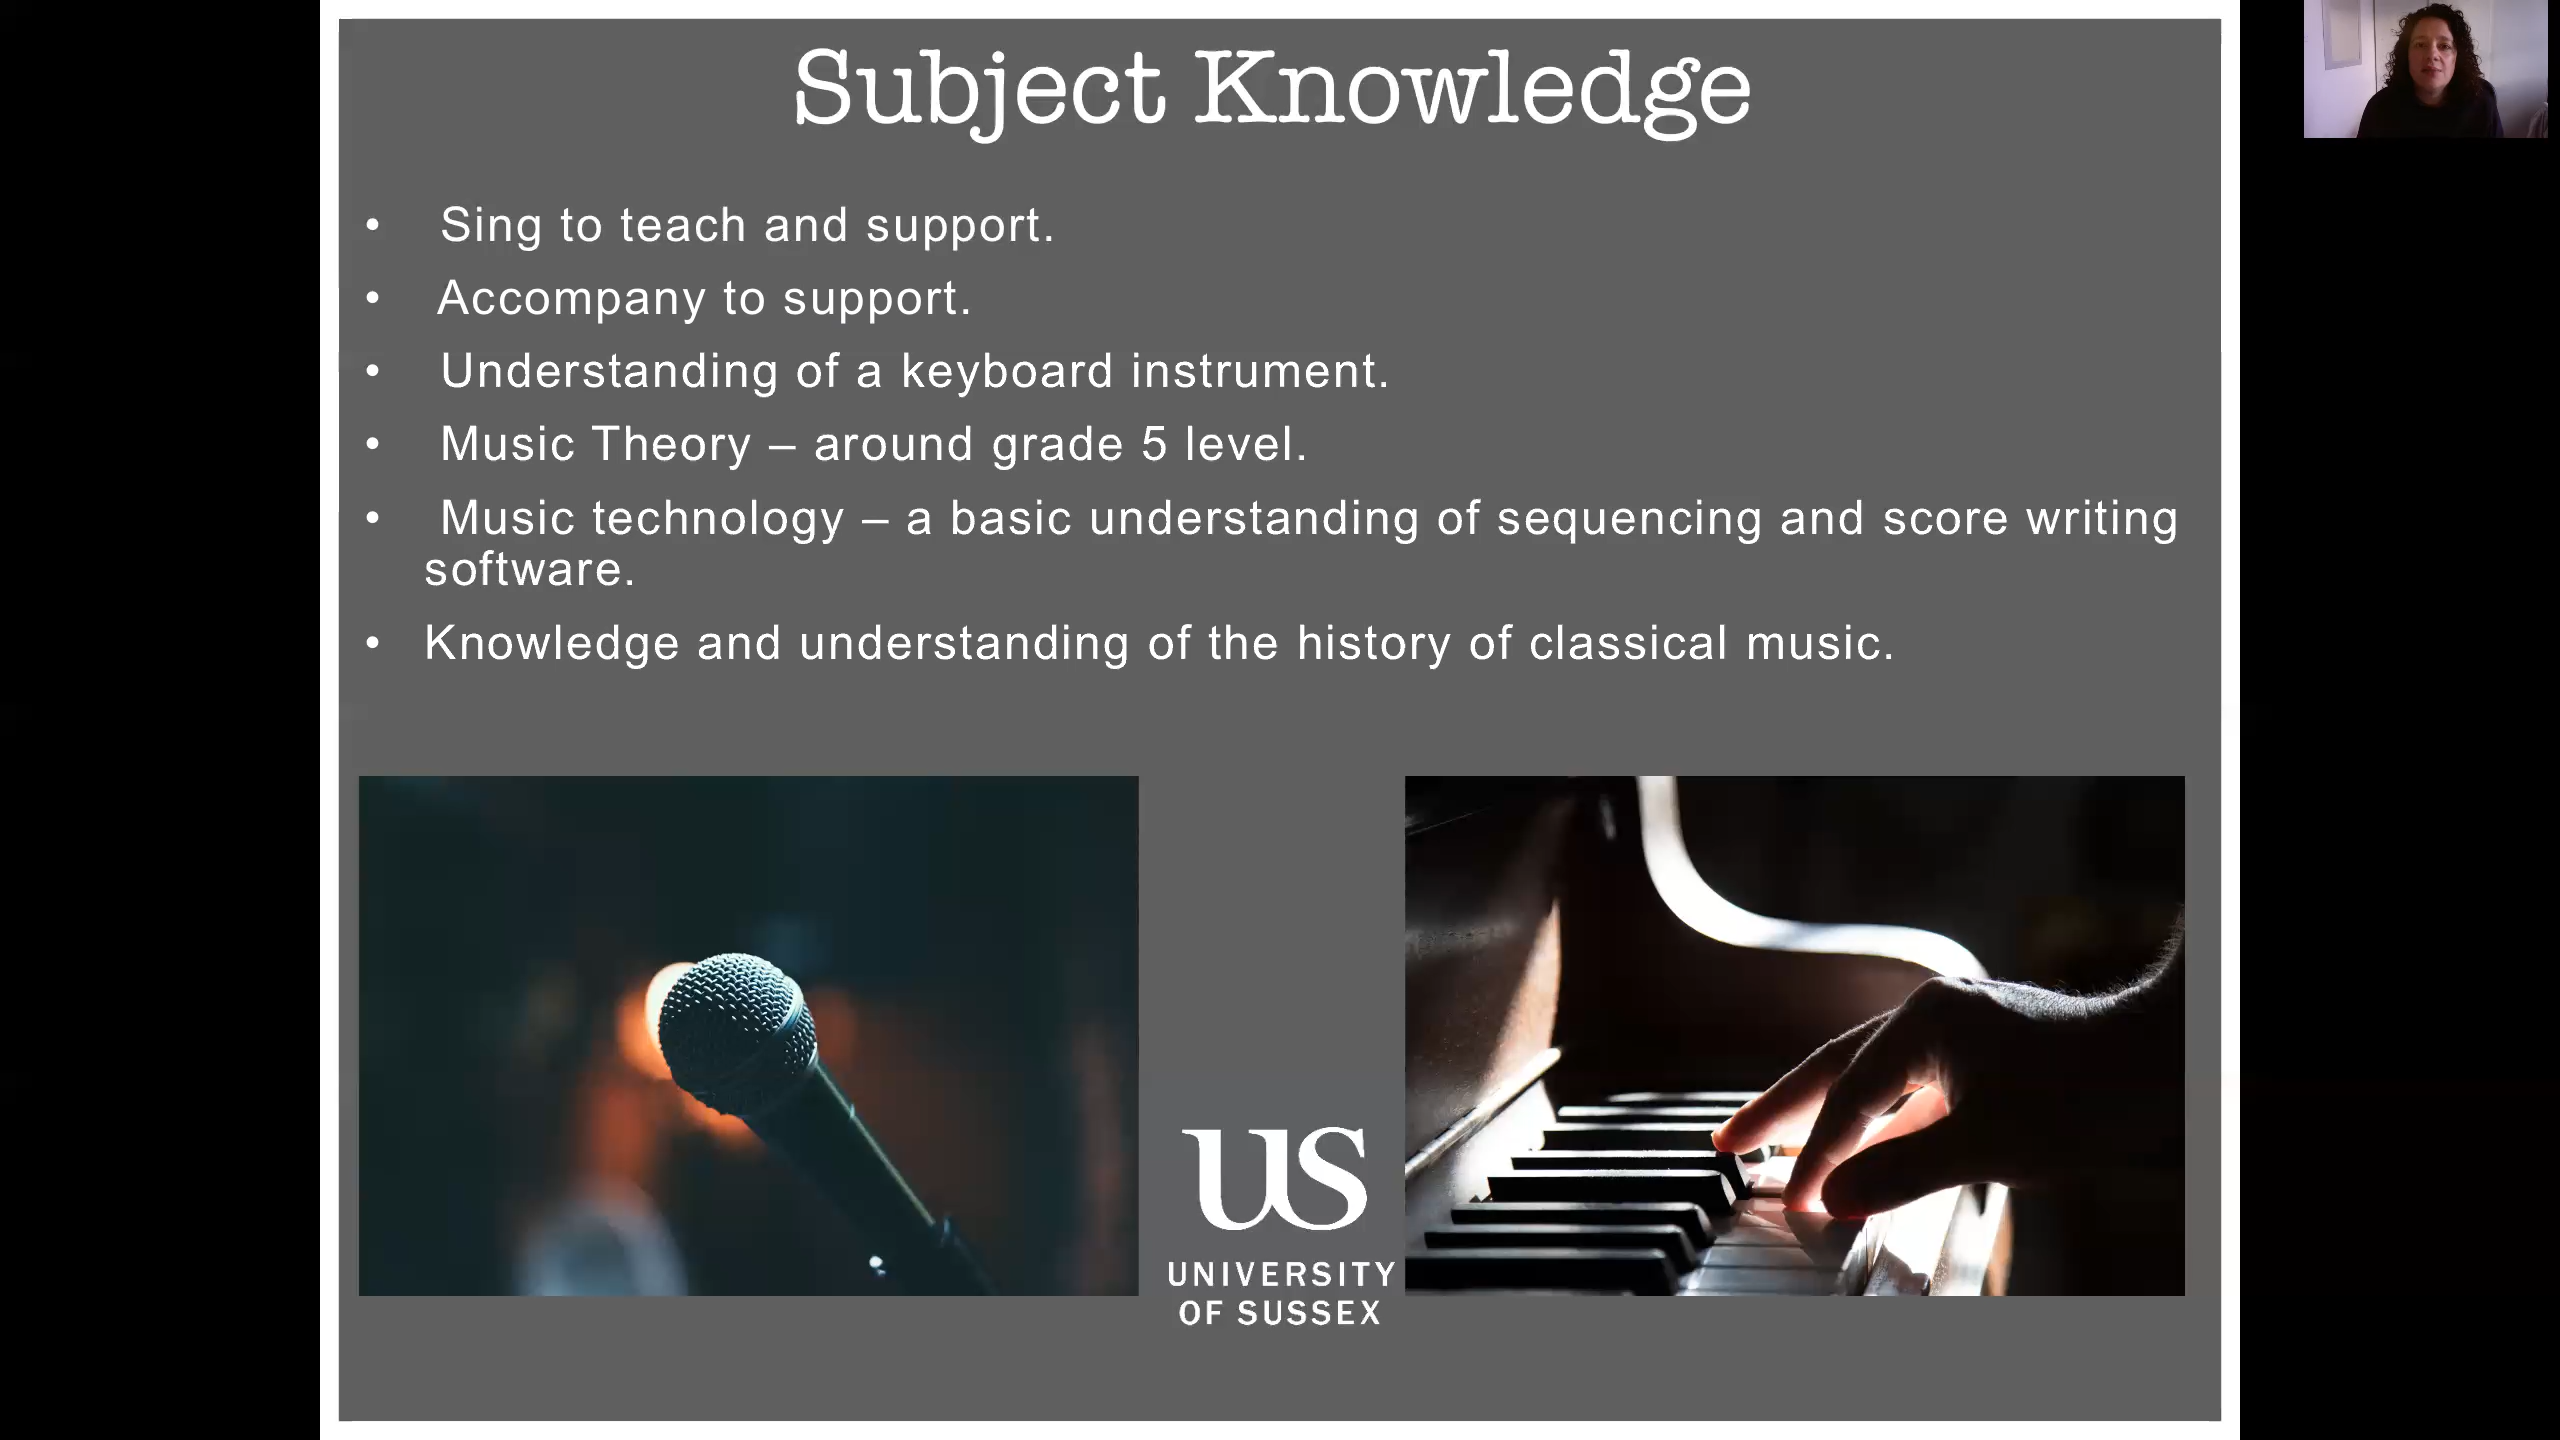 Subject Knowledge
• Sing to teach and support.
• Accompany to support.
• Understanding of a keyboard instrument.
• Music Theory – around grade 5 level.
• Music technology – a basic understanding of sequencing and score writing
software.
• Knowledge and understanding of the history of classical music.
US
UNIVERSITY
OF SUSSEX